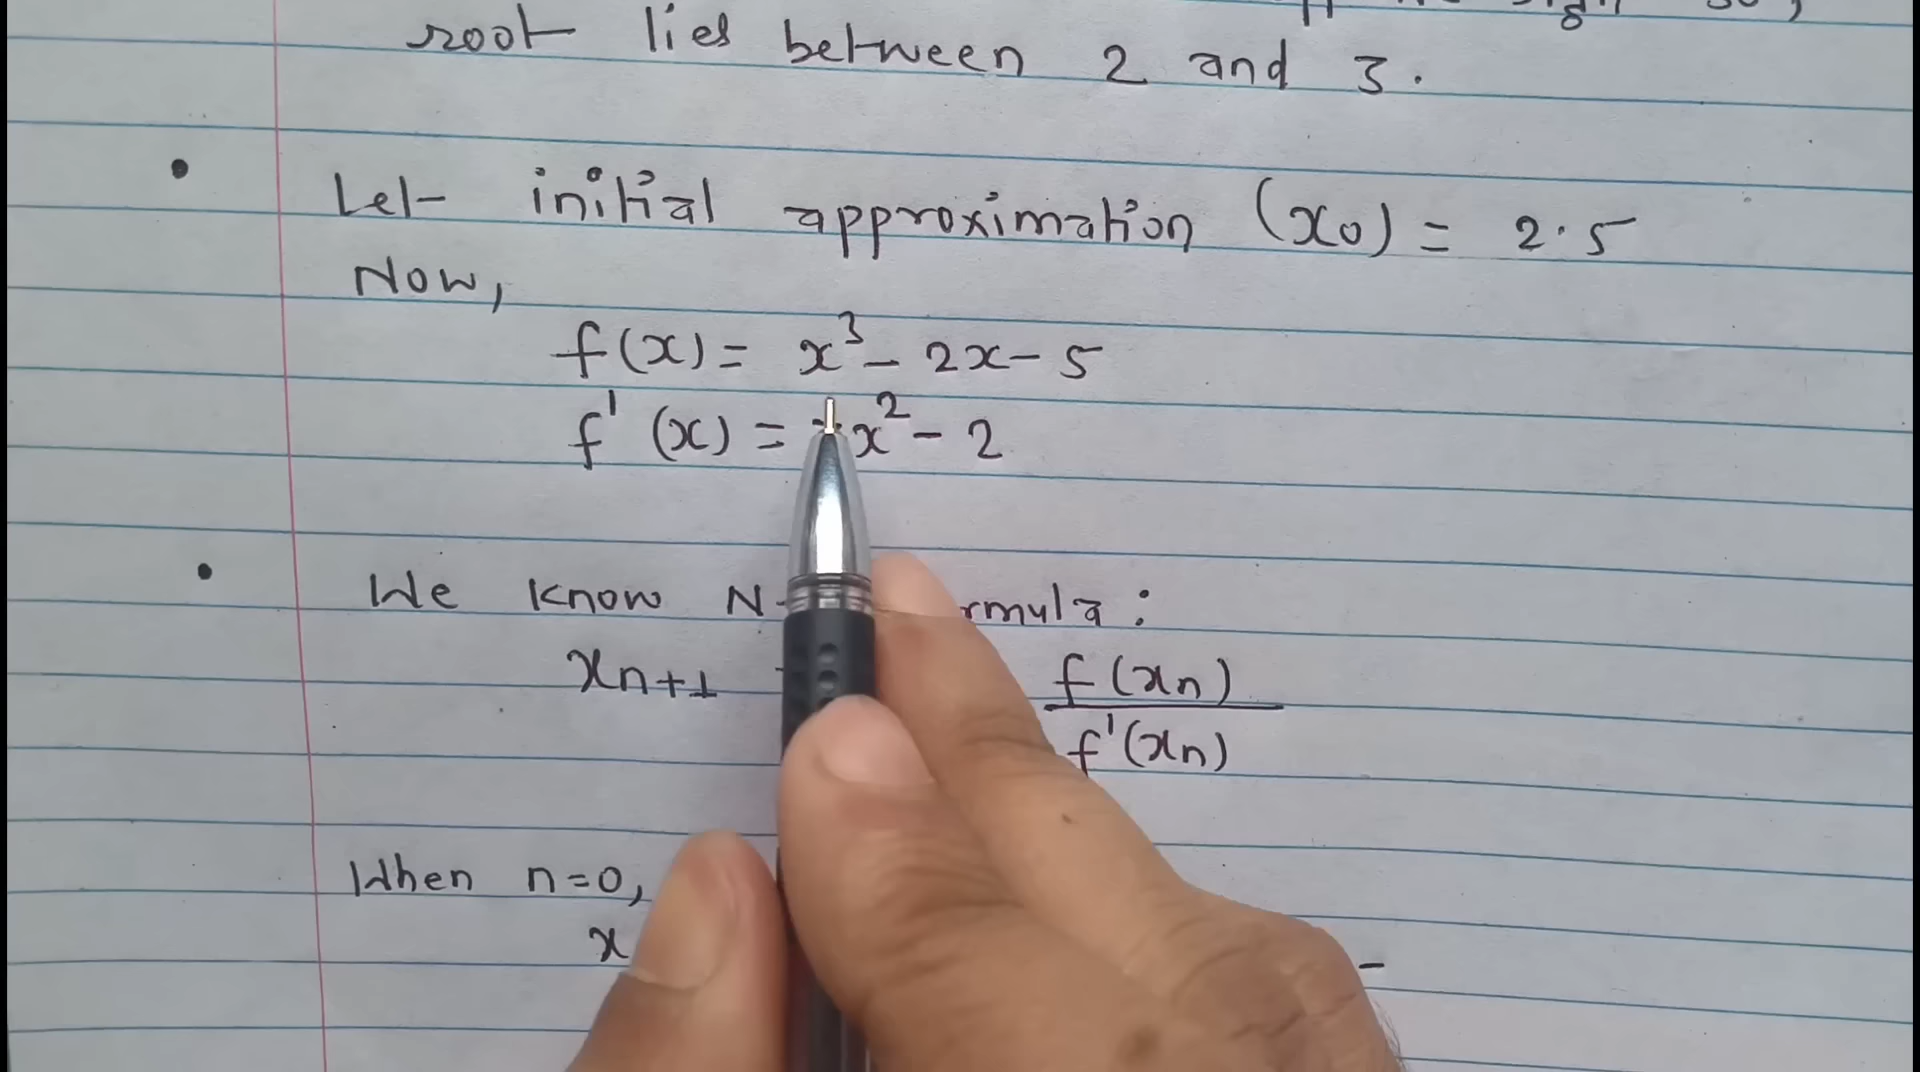 root lies between 2 and 3.
• Let initial approximation (x₀) = 2.5
Now,
f(x) = x³ - 2x - 5
f'(x) = x² - 2
• We know N- rmula :
xₙ₊₁ f(xₙ)
f'(xₙ)
When n=0,
x -